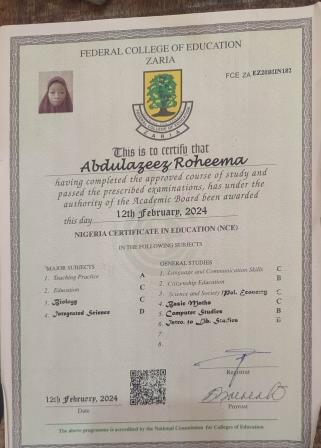 FEDERAL COLLEGE OF EDUCATION
ZARIA
FCE ZA EZ20BIIN182
ZARIA
This is to certify that
Abdulazeez Roheema
having completed the approved course of study and
passed the prescribed examinations, has under the
authority of the Academic Board been awarded
this day 12th February, 2024
NIGERIA CERTIFICATE IN EDUCATION (NCE)
IN THE FOLLOWING SUBJECTS
MAJOR SUBJECTS
1. Teaching Practice A
2. Education C
3. Biology C
4. Integrated Science D
GENERAL STUDIES
1. Language and Communication Skills C
2. Citizenship Education B
3. Science and Society/Pol. Economy C
4. Basic Maths C
5. Computer Studies B
6. Intro. to Lib. Studies
7.
8.
Registrar
12th February, 2024
Date
Provost
The above programme is accredited by the National Commission for Colleges of Education.